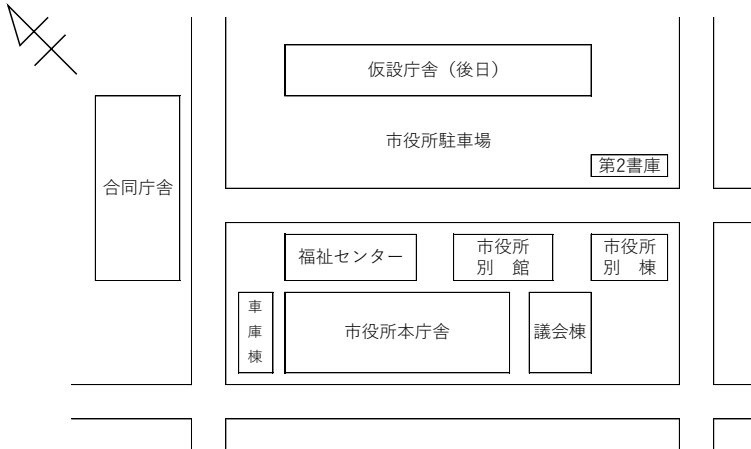 仮設庁舎（後日）
市役所駐車場
第2書庫
合同庁舎
福祉センター
市役所
別　館
市役所
別　棟
車庫棟
市役所本庁舎
議会棟